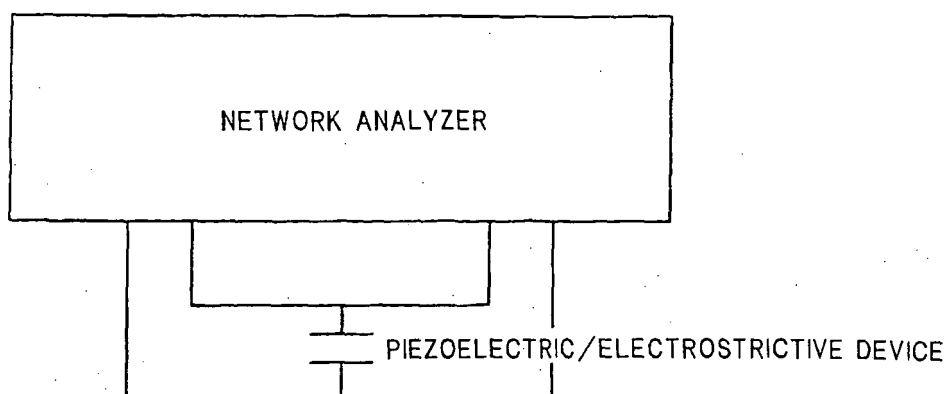 NETWORK ANALYZER
PIEZOELECTRIC/ELECTROSTRICTIVE DEVICE